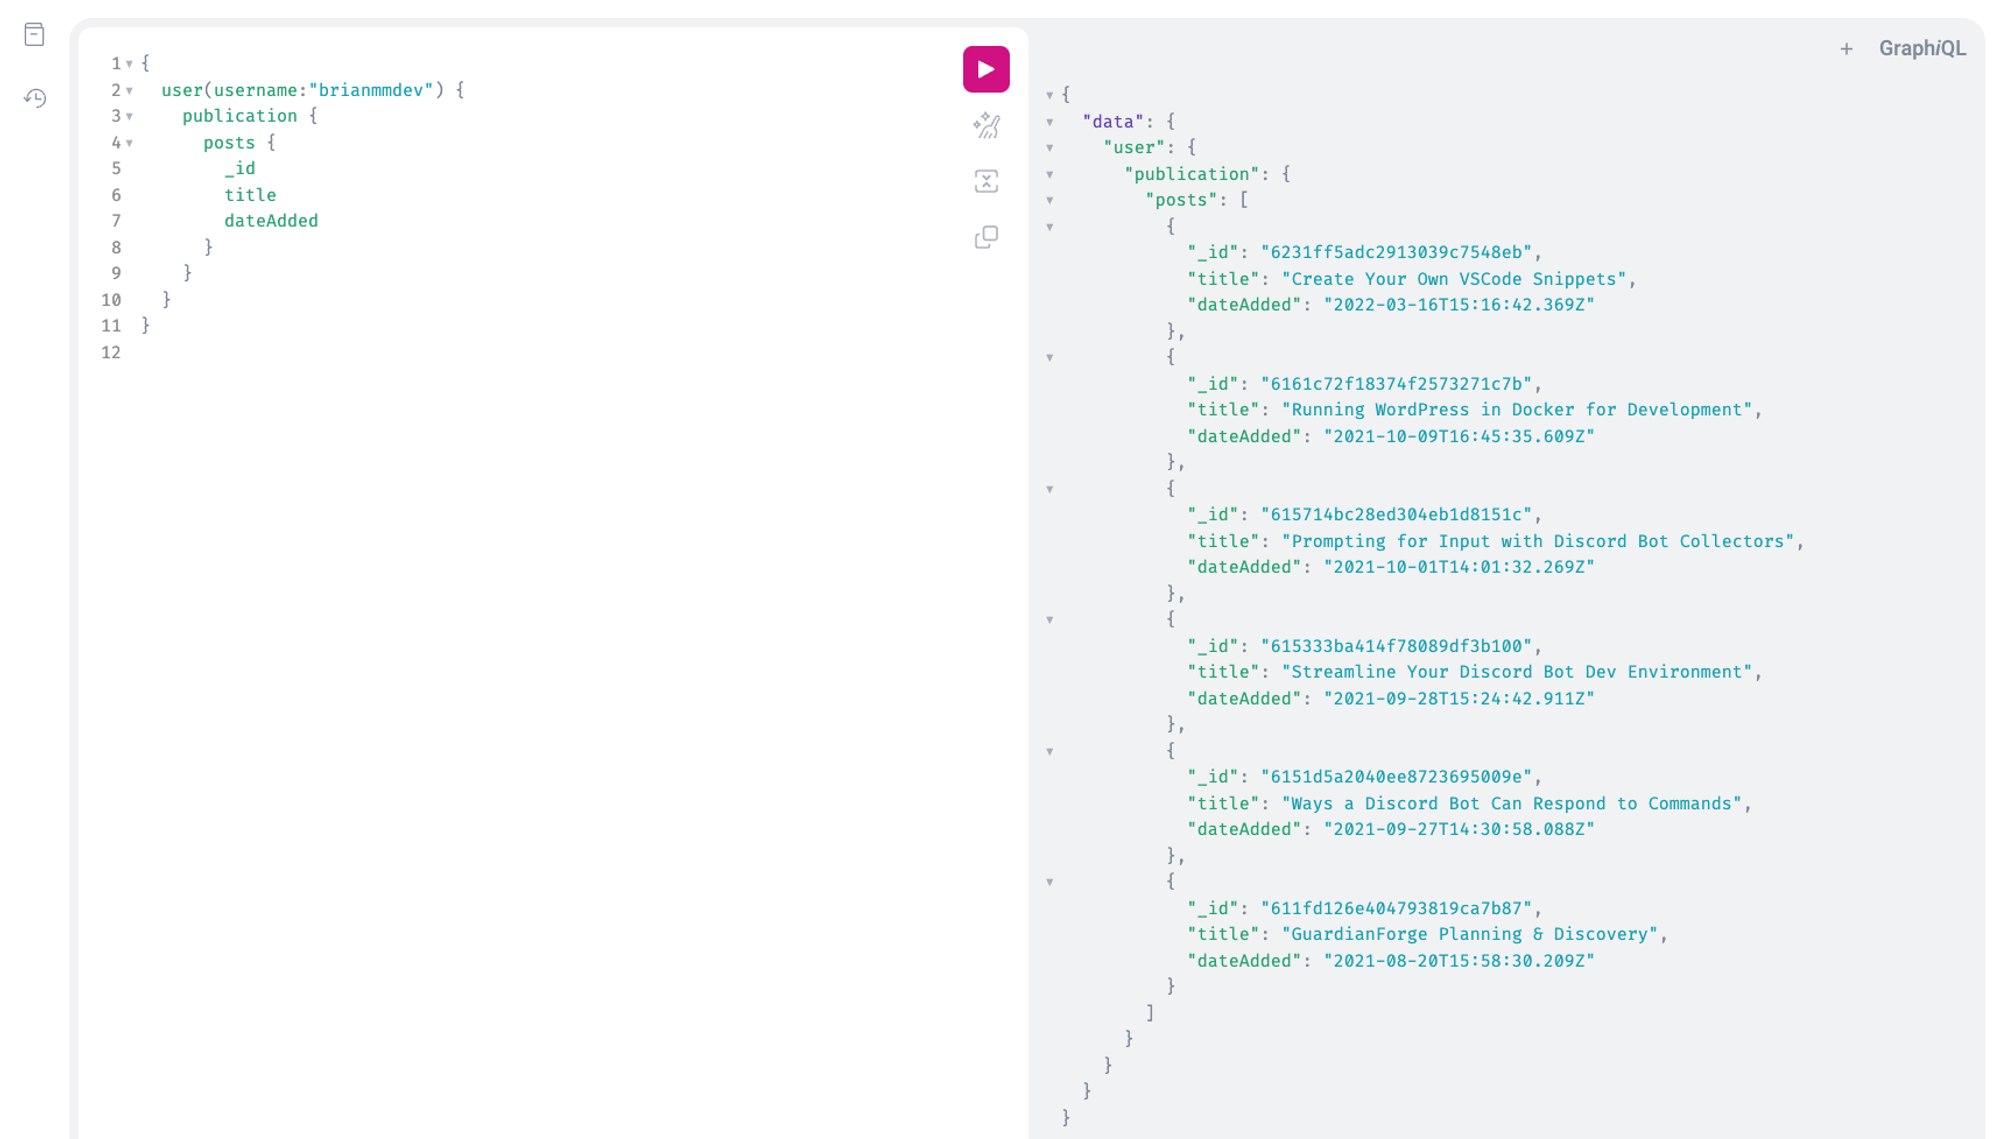 1 {
2 user(username:"brianmmdev") {
3 publication {
4 posts {
5 _id
6 title
7 dateAdded
8 }
9 }
10 }
11 }
12
+ GraphiQL
{
"data": {
"user": {
"publication": {
"posts": [
{
"_id": "6231ff5adc2913039c7548eb",
"title": "Create Your Own VSCode Snippets",
"dateAdded": "2022-03-16T15:16:42.369Z"
},
{
"_id": "6161c72f18374f2573271c7b",
"title": "Running WordPress in Docker for Development",
"dateAdded": "2021-10-09T16:45:35.609Z"
},
{
"_id": "615714bc28ed304eb1d8151c",
"title": "Prompting for Input with Discord Bot Collectors",
"dateAdded": "2021-10-01T14:01:32.269Z"
},
{
"_id": "615333ba414f78089df3b100",
"title": "Streamline Your Discord Bot Dev Environment",
"dateAdded": "2021-09-28T15:24:42.911Z"
},
{
"_id": "6151d5a2040ee8723695009e",
"title": "Ways a Discord Bot Can Respond to Commands",
"dateAdded": "2021-09-27T14:30:58.088Z"
},
{
"_id": "611fd126e404793819ca7b87",
"title": "GuardianForge Planning & Discovery",
"dateAdded": "2021-08-20T15:58:30.209Z"
}
]
}
}
}
}